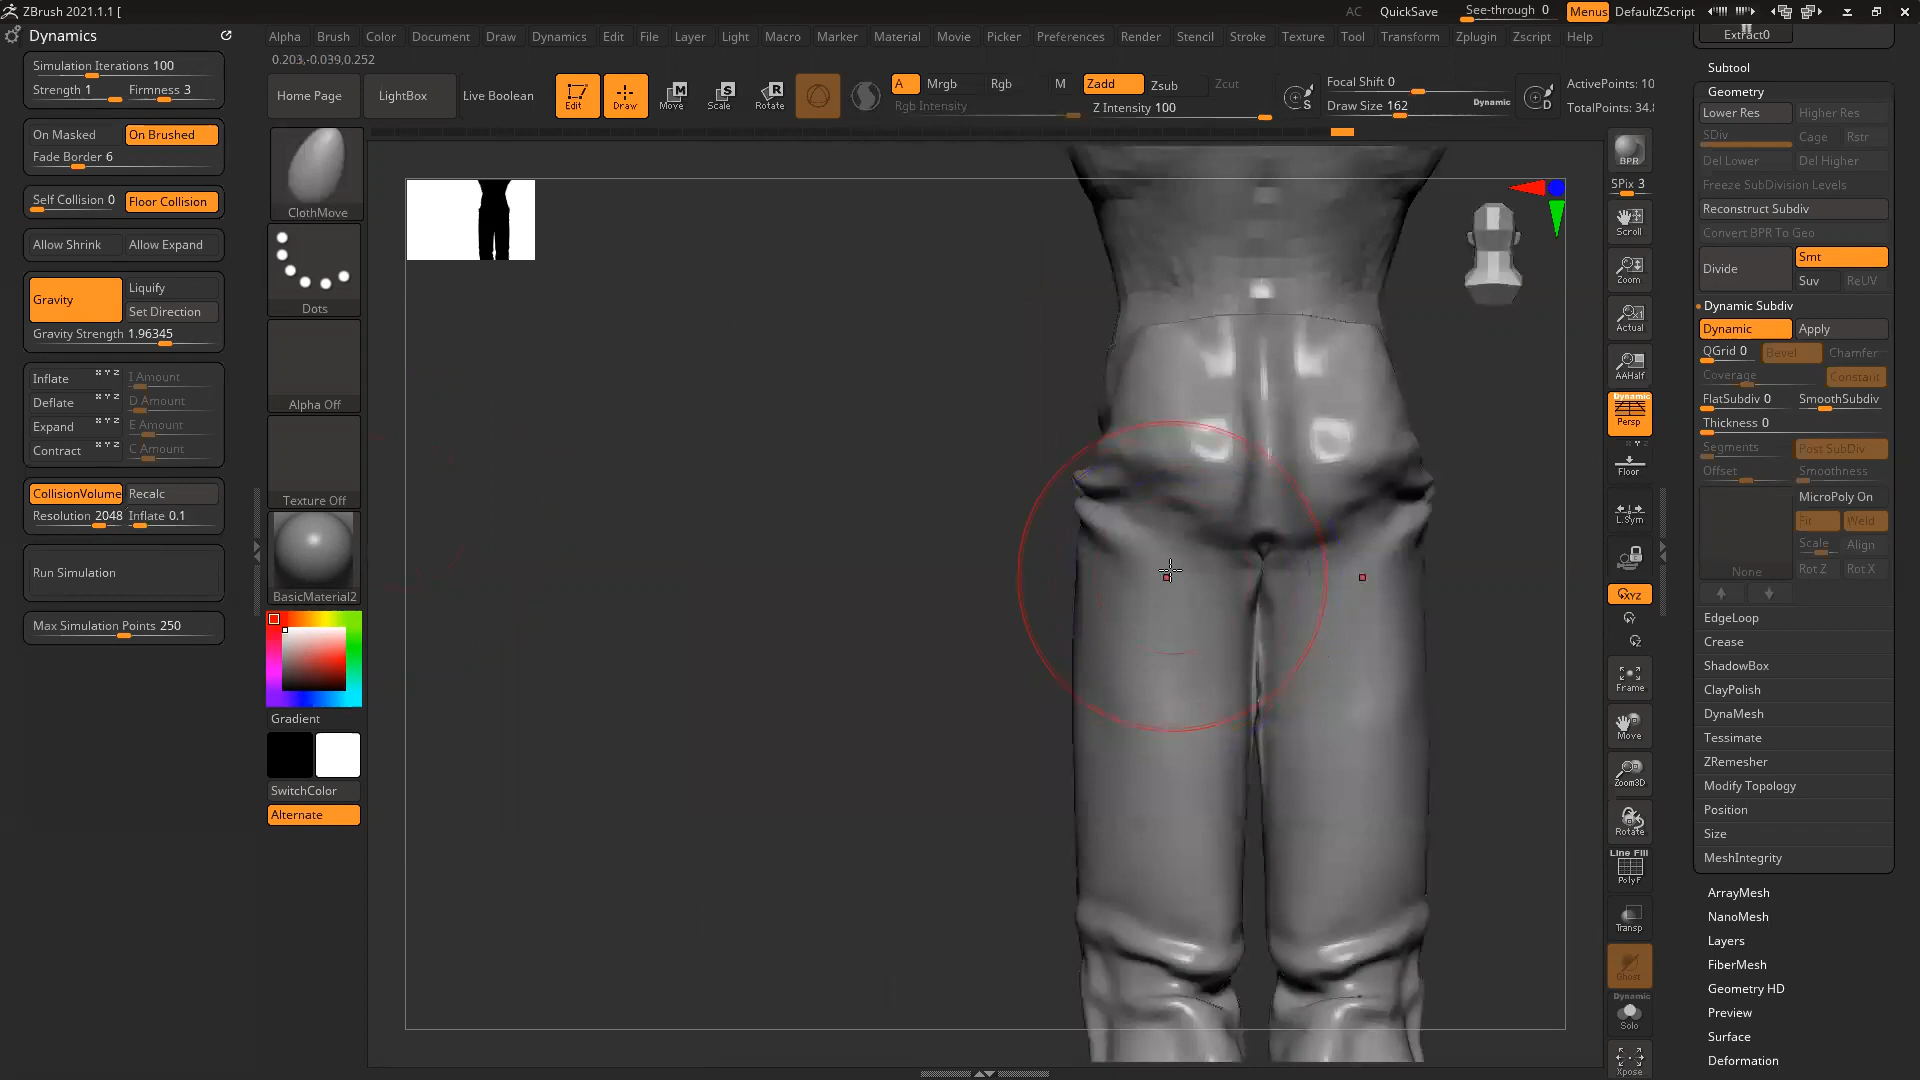 ZBrush 2021.1.1 [
AC QuickSave See-through 0 Menus DefaultZScript
Dynamics
Alpha Brush Color Document Draw Dynamics Edit File Layer Light Macro Marker Material Movie Picker Preferences Render Stencil Stroke Texture Tool Transform Zplugin Zscript Help
0.203,-0.039,0.252
Home Page LightBox Live Boolean Edit Draw Move Scale Rotate
A Mrgb Rgb M Zadd Zsub Zcut
Rgb Intensity Z Intensity 100
Focal Shift 0
Draw Size 162 Dynamic
S D
ActivePoints: 10
TotalPoints: 34.8
Simulation Iterations 100
Strength 1 Firmness 3
On Masked On Brushed
Fade Border 6
Self Collision 0 Floor Collision
Allow Shrink Allow Expand
Gravity Liquify
Set Direction
Gravity Strength 1.96345
Inflate X Y Z I Amount
Deflate X Y Z D Amount
Expand X Y Z E Amount
Contract X Y Z C Amount
CollisionVolume Recalc
Resolution 2048 Inflate 0.1
Run Simulation
Max Simulation Points 250
ClothMove
Dots
Alpha Off
Texture Off
BasicMaterial2
Gradient
SwitchColor
Alternate
BPR
SPix 3
Scroll
Zoom
Actual
AAHalf
Dynamic
Persp
Floor
L.Sym
XYZ
Y
Z
Frame
Move
Zoom3D
Rotate
Line Fill
PolyF
Transp
Ghost
Dynamic
Solo
Xpose
Extract0
Subtool
Geometry
Lower Res Higher Res
SDiv Cage Rstr
Del Lower Del Higher
Freeze SubDivision Levels
Reconstruct Subdiv
Convert BPR To Geo
Divide Smt
Suv ReUV
Dynamic Subdiv
Dynamic Apply
QGrid 0 Bevel Chamfer
Coverage Constant
FlatSubdiv 0 SmoothSubdiv
Thickness 0
Segments Post SubDiv
Offset Smoothness
MicroPoly On
Fit Weld
Scale Align
None Rot Z Rot X
EdgeLoop
Crease
ShadowBox
ClayPolish
DynaMesh
Tessimate
ZRemesher
Modify Topology
Position
Size
MeshIntegrity
ArrayMesh
NanoMesh
Layers
FiberMesh
Geometry HD
Preview
Surface
Deformation